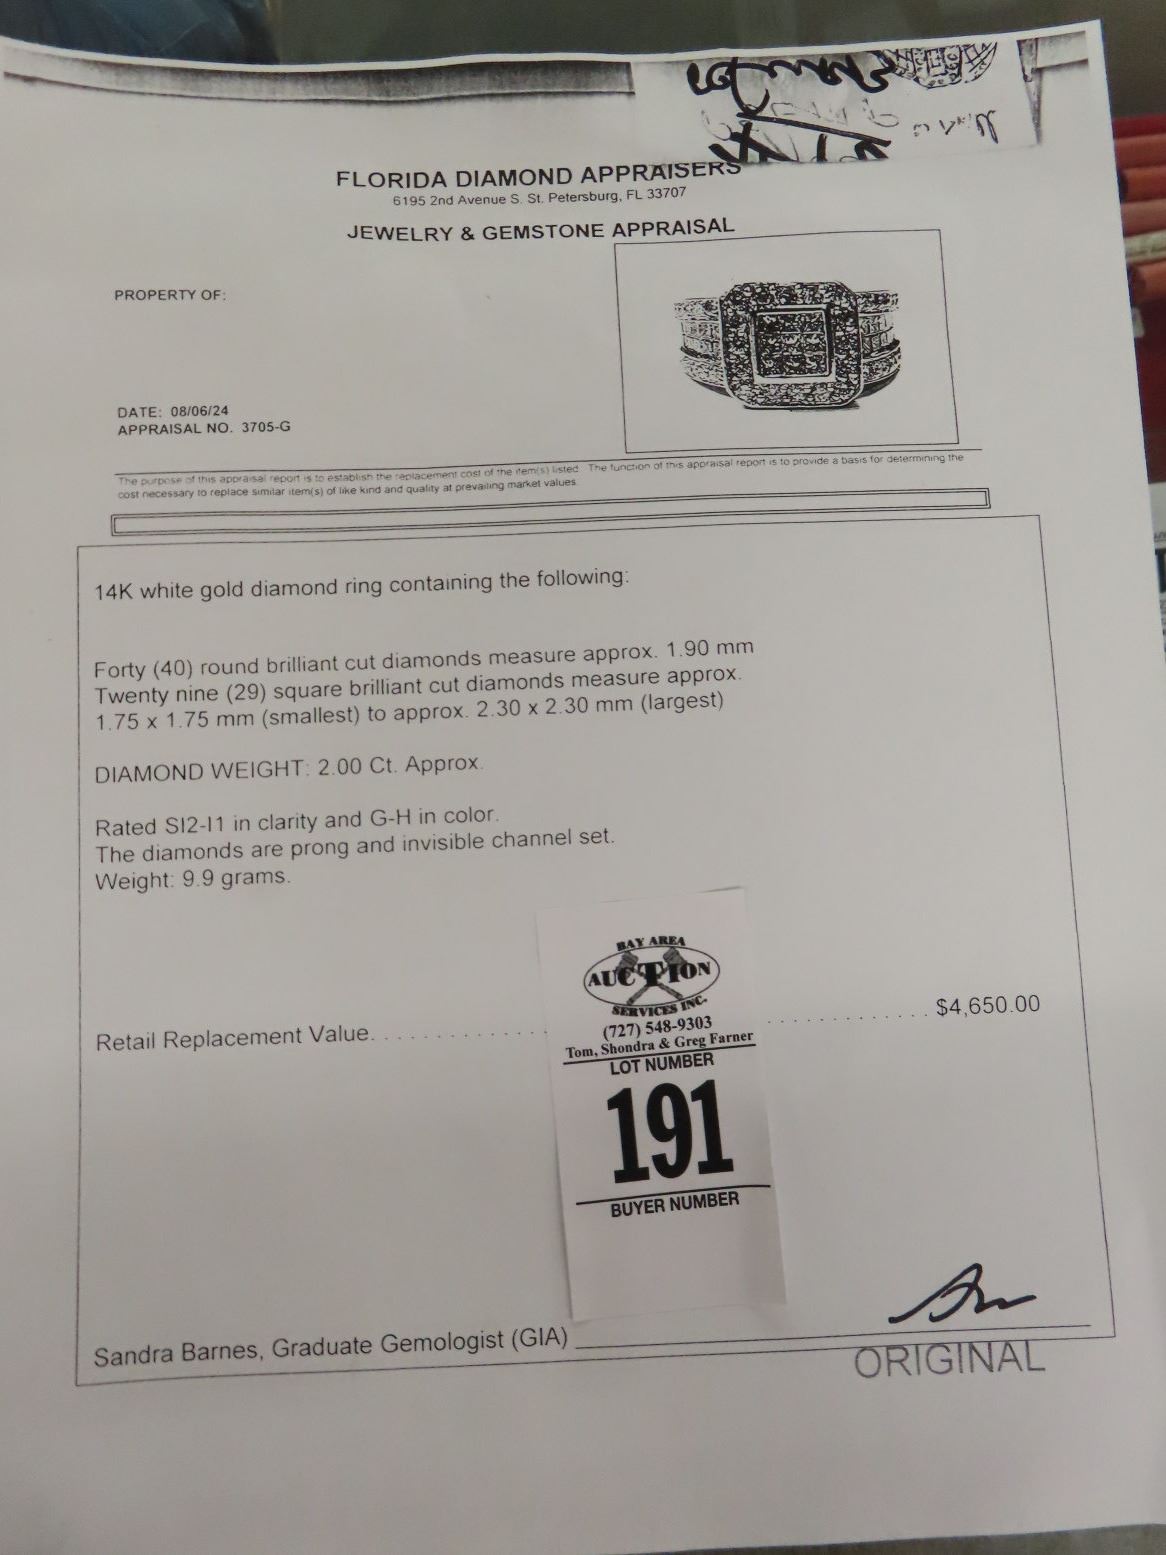 FLORIDA DIAMOND APPRAISERS
6195 2nd Avenue S. St. Petersburg, FL 33707
JEWELRY & GEMSTONE APPRAISAL
PROPERTY OF:
DATE: 08/06/24
APPRAISAL NO. 3705-G
The purpose of this appraisal report is to establish the replacement cost of the item(s) listed. The function of this appraisal report is to provide a basis for determining the
cost necessary to replace similar item(s) of like kind and quality at prevailing market values.
14K white gold diamond ring containing the following:
Forty (40) round brilliant cut diamonds measure approx. 1.90 mm
Twenty nine (29) square brilliant cut diamonds measure approx.
1.75 x 1.75 mm (smallest) to approx. 2.30 x 2.30 mm (largest)
DIAMOND WEIGHT: 2.00 Ct. Approx.
Rated SI2-I1 in clarity and G-H in color.
The diamonds are prong and invisible channel set.
Weight: 9.9 grams.
Retail Replacement Value. . . . . . . . . . . . . . . . . . . . . . . . . $4,650.00
BAY AREA
AUCTION
SERVICES INC.
(727) 548-9303
Tom, Shondra & Greg Farner
LOT NUMBER
191
BUYER NUMBER
Sandra Barnes, Graduate Gemologist (GIA)
ORIGINAL